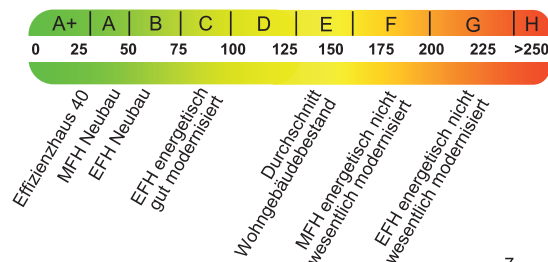 A+ A B C D E F G H
0 25 50 75 100 125 150 175 200 225 >250
Effizienzhaus 40
MFH Neubau
EFH Neubau
EFH energetisch
gut modernisiert
Durchschnitt
Wohngebäudebestand
MFH energetisch nicht
wesentlich modernisiert
EFH energetisch nicht
wesentlich modernisiert